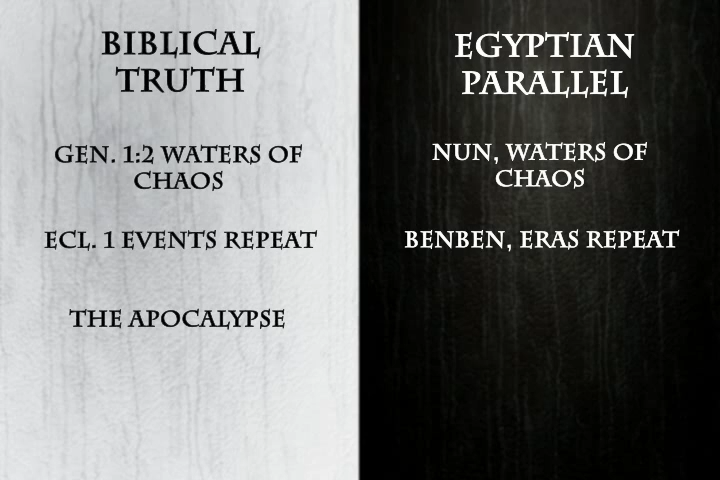 BIBLICAL
TRUTH
GEN. 1:2 WATERS OF
CHAOS
ECL. 1 EVENTS REPEAT
THE APOCALYPSE
EGYPTIAN
PARALLEL
NUN, WATERS OF
CHAOS
BENBEN, ERAS REPEAT